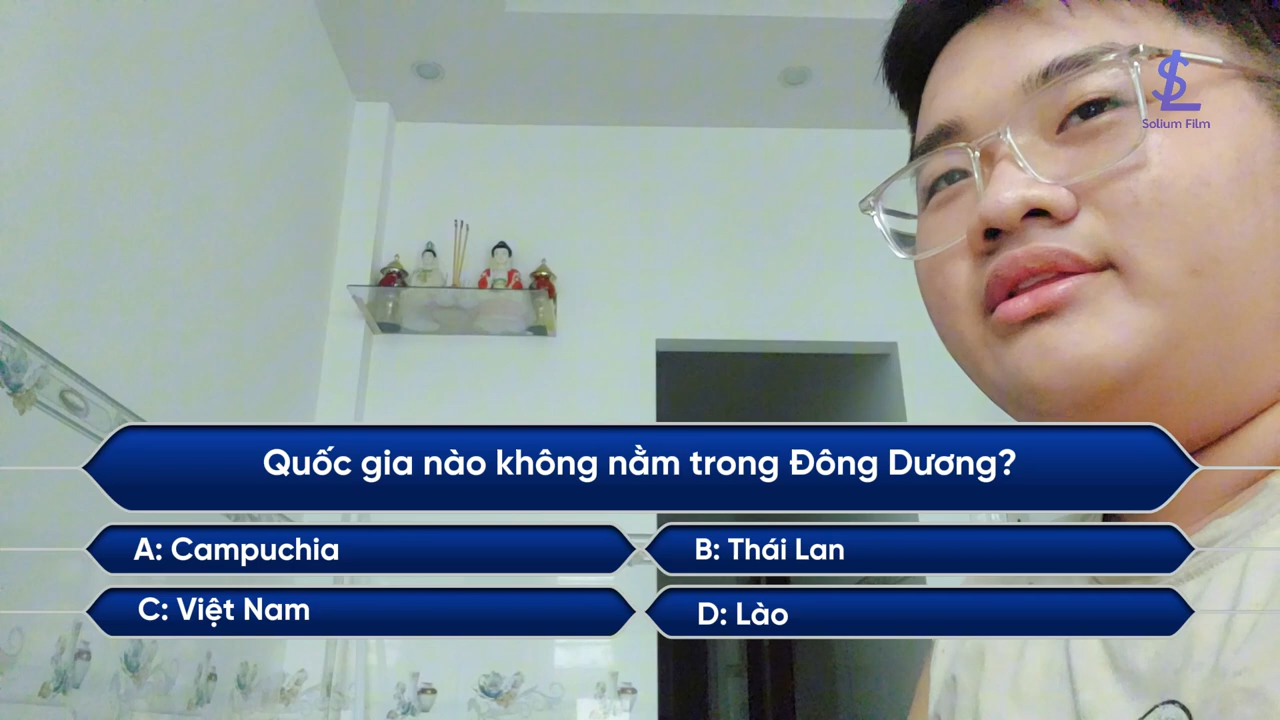 Solium Film
Quốc gia nào không nằm trong Đông Dương?
A: Campuchia
B: Thái Lan
C: Việt Nam
D: Lào